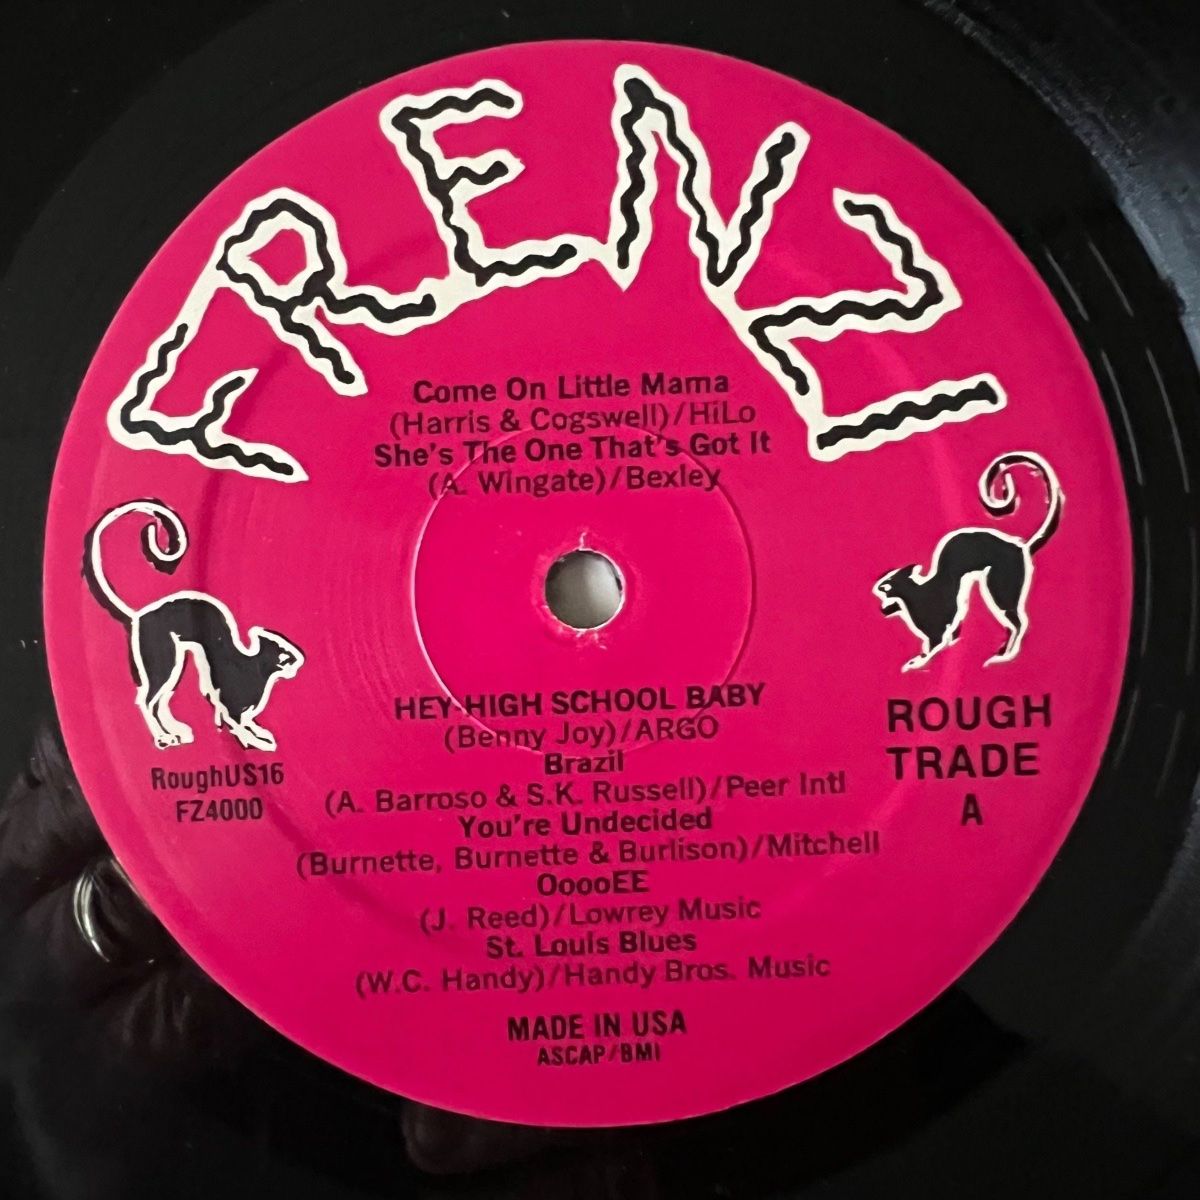 FRENZI
Come On Little Mama
(Harris & Cogswell)/HiLo
She's The One That's Got It
(A. Wingate)/Bexley
HEY HIGH SCHOOL BABY
(Benny Joy)/ARGO
Brazil
(A. Barroso & S.K. Russell)/Peer Intl
You're Undecided
(Burnette, Burnette & Burlison)/Mitchell
OoooEE
(J. Reed)/Lowrey Music
St. Louis Blues
(W.C. Handy)/Handy Bros. Music
MADE IN USA
ASCAP/BMI
RoughUS16
FZ4000
ROUGH
TRADE
A